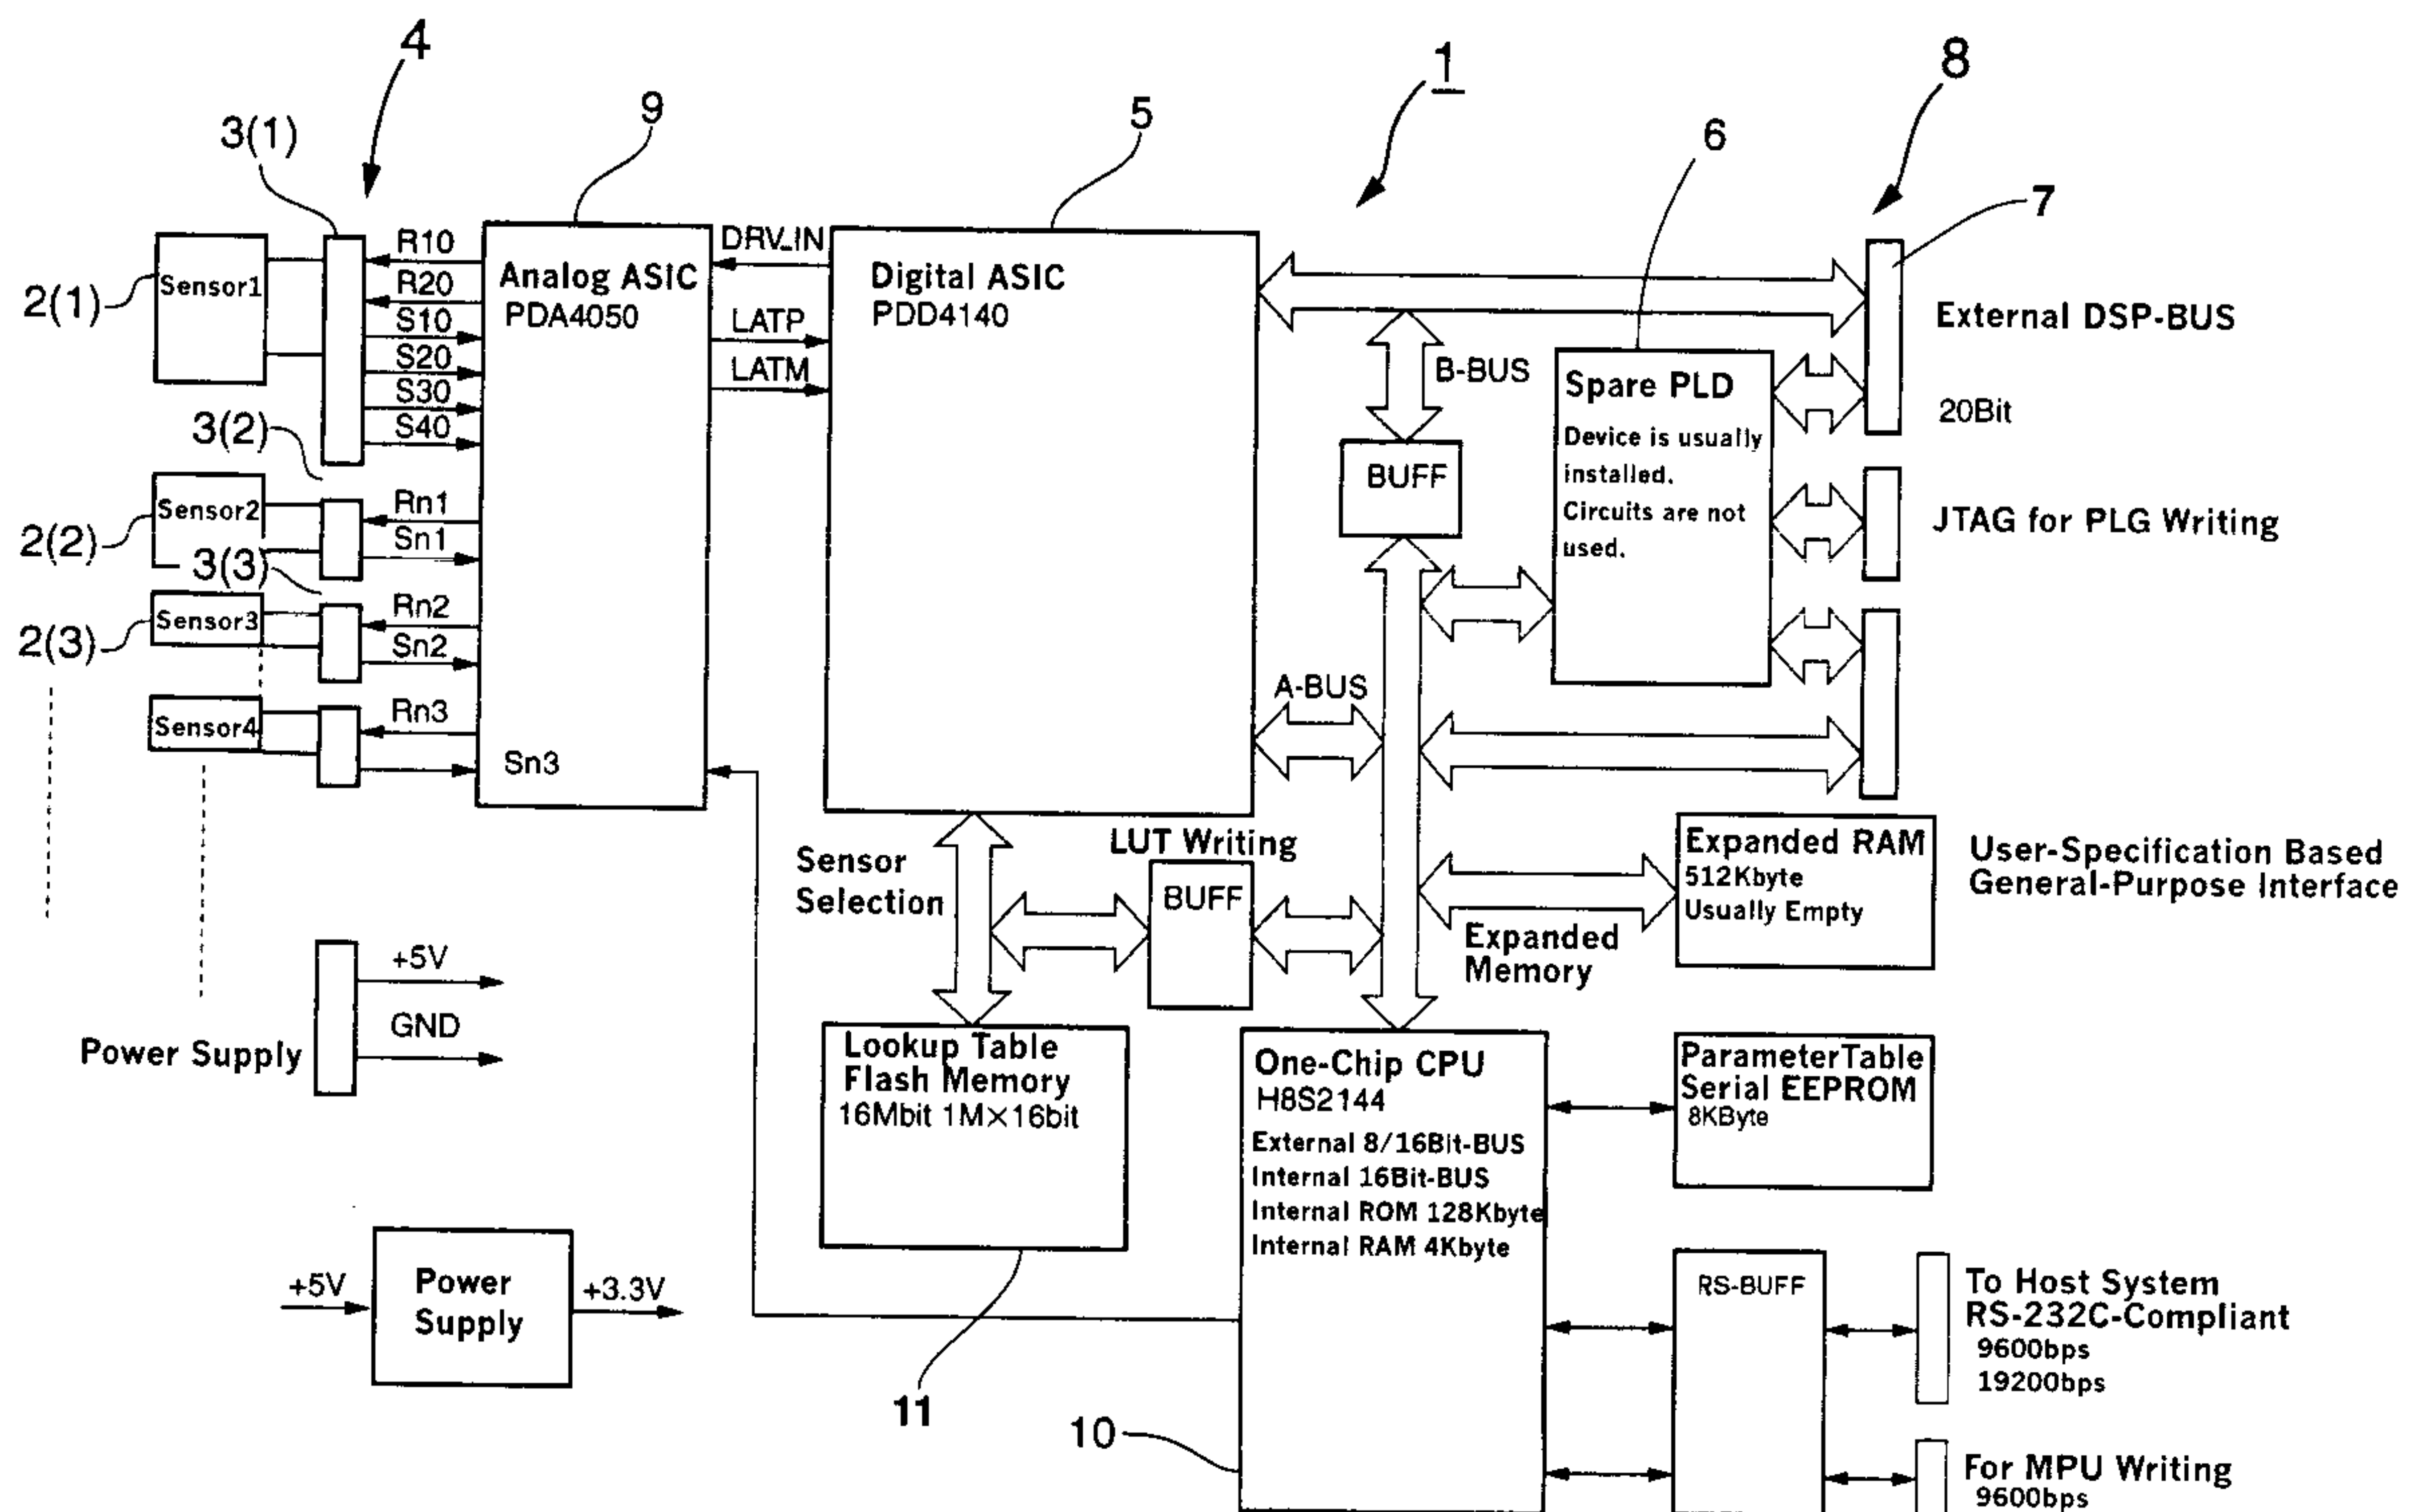 4
1
8
9
5
6
7
3(1)
R10
R20
S10
S20
S30
S40
Sensor1
2(1)
Analog ASIC
PDA4050
DRV_IN
LATP
LATM
Digital ASIC
PDD4140
External DSP-BUS
B-BUS
Spare PLD
Device is usually
installed.
Circuits are not
used.
20Bit
BUFF
3(2)
Sensor2
2(2)
Rn1
Sn1
JTAG for PLG Writing
3(3)
Sensor3
2(3)
Rn2
Sn2
A-BUS
Sensor4
Rn3
Sn3
Sensor
Selection
LUT Writing
BUFF
Expanded RAM
512Kbyte
Usually Empty
User-Specification Based
General-Purpose Interface
Expanded
Memory
+5V
GND
Power Supply
Lookup Table
Flash Memory
16Mbit 1M×16bit
One-Chip CPU
H8S2144
External 8/16Bit-BUS
Internal 16Bit-BUS
Internal ROM 128Kbyte
Internal RAM 4Kbyte
ParameterTable
Serial EEPROM
8KByte
+5V
Power
Supply
+3.3V
11
10
RS-BUFF
To Host System
RS-232C-Compliant
9600bps
19200bps
For MPU Writing
9600bps